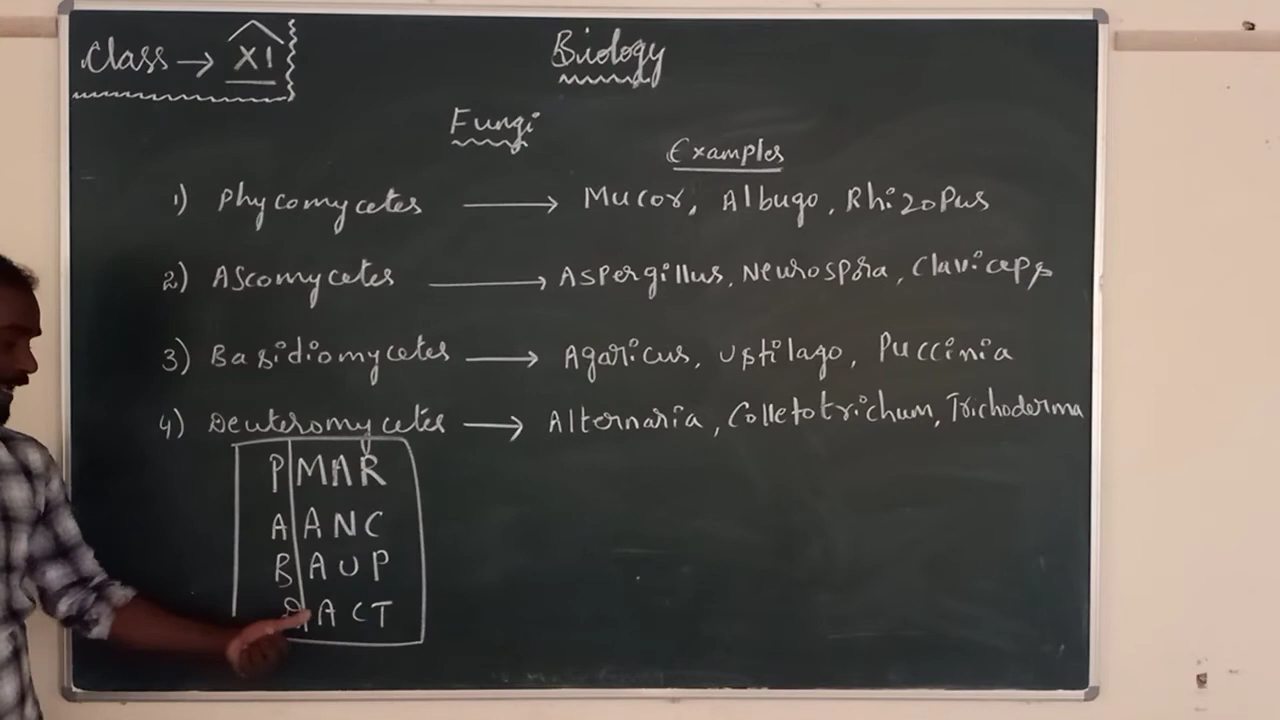 Class → XI
Biology
Fungi
Examples
1) Phycomycetes → Mucor, Albugo, Rhizopus
2) Ascomycetes → Aspergillus, Neurospora, Claviceps
3) Basidiomycetes → Agaricus, Ustilago, Puccinia
4) Deuteromycetes → Alternaria, Colletotrichum, Trichoderma
P MAR
A ANC
B AUP
D ACT